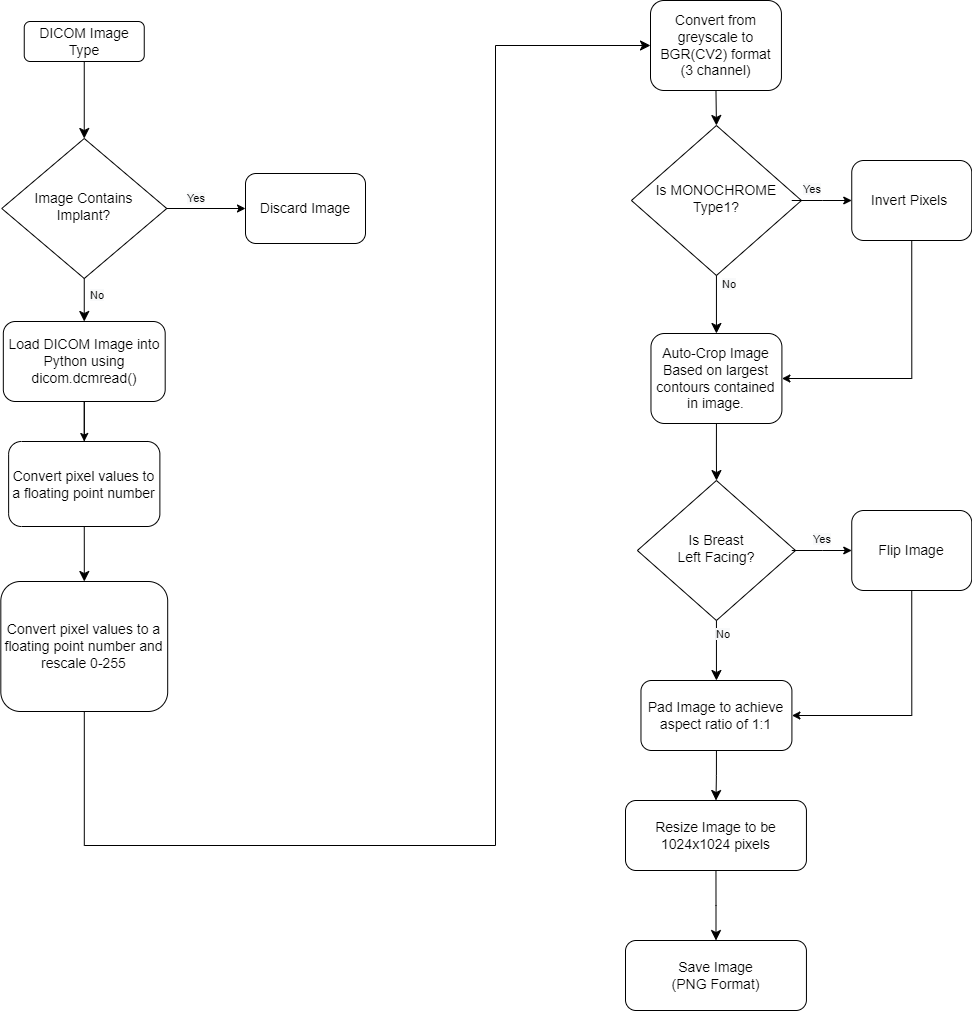 DICOM Image
Type
Image Contains
Implant?
Yes
Discard Image
No
Load DICOM Image into
Python using
dicom.dcmread()
Convert pixel values to
a floating point number
Convert pixel values to a
floating point number and
rescale 0-255
Convert from
greyscale to
BGR(CV2) format
(3 channel)
Is MONOCHROME
Type1?
Yes
Invert Pixels
No
Auto-Crop Image
Based on largest
contours contained
in image.
Is Breast
Left Facing?
Yes
Flip Image
No
Pad Image to achieve
aspect ratio of 1:1
Resize Image to be
1024x1024 pixels
Save Image
(PNG Format)